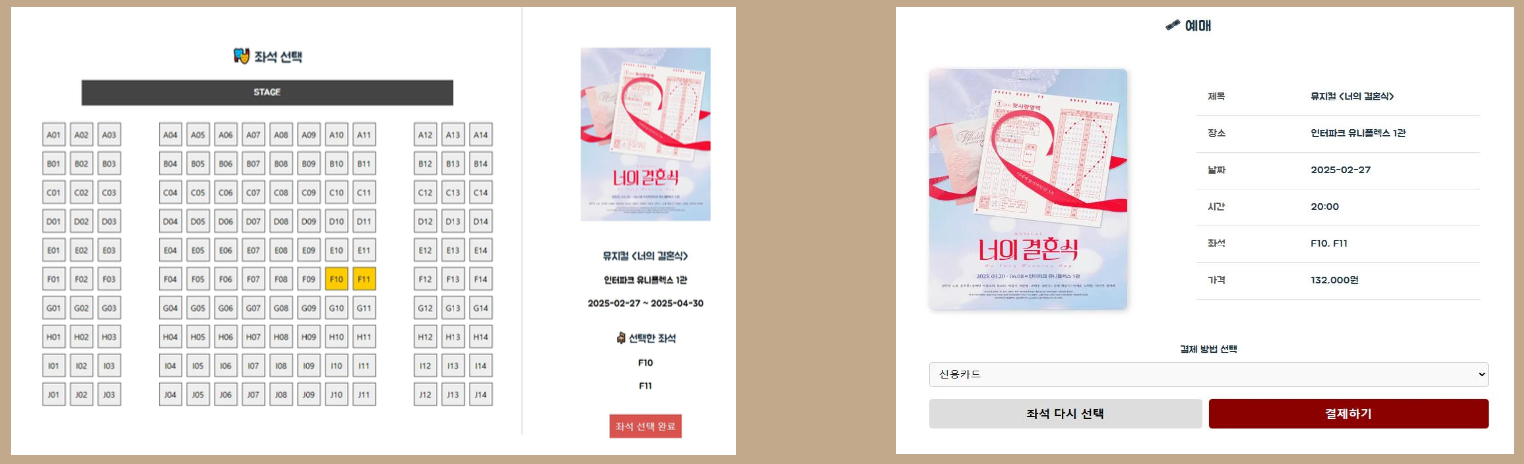 좌석 선택
STAGE
A01 A02 A03 A04 A05 A06 A07 A08 A09 A10 A11 A12 A13 A14
B01 B02 B03 B04 B05 B06 B07 B08 B09 B10 B11 B12 B13 B14
C01 C02 C03 C04 C05 C06 C07 C08 C09 C10 C11 C12 C13 C14
D01 D02 D03 D04 D05 D06 D07 D08 D09 D10 D11 D12 D13 D14
E01 E02 E03 E04 E05 E06 E07 E08 E09 E10 E11 E12 E13 E14
F01 F02 F03 F04 F05 F06 F07 F08 F09 F10 F11 F12 F13 F14
G01 G02 G03 G04 G05 G06 G07 G08 G09 G10 G11 G12 G13 G14
H01 H02 H03 H04 H05 H06 H07 H08 H09 H10 H11 H12 H13 H14
I01 I02 I03 I04 I05 I06 I07 I08 I09 I10 I11 I12 I13 I14
J01 J02 J03 J04 J05 J06 J07 J08 J09 J10 J11 J12 J13 J14
너의 결혼식
뮤지컬 <너의 결혼식>
인터파크 유니플렉스 1관
2025-02-27 ~ 2025-04-30
선택한 좌석
F10
F11
좌석 선택 완료
예매
너의 결혼식
제목 뮤지컬 <너의 결혼식>
장소 인터파크 유니플렉스 1관
날짜 2025-02-27
시간 20:00
좌석 F10, F11
가격 132,000원
결제 방법 선택
신용카드
좌석 다시 선택 결제하기